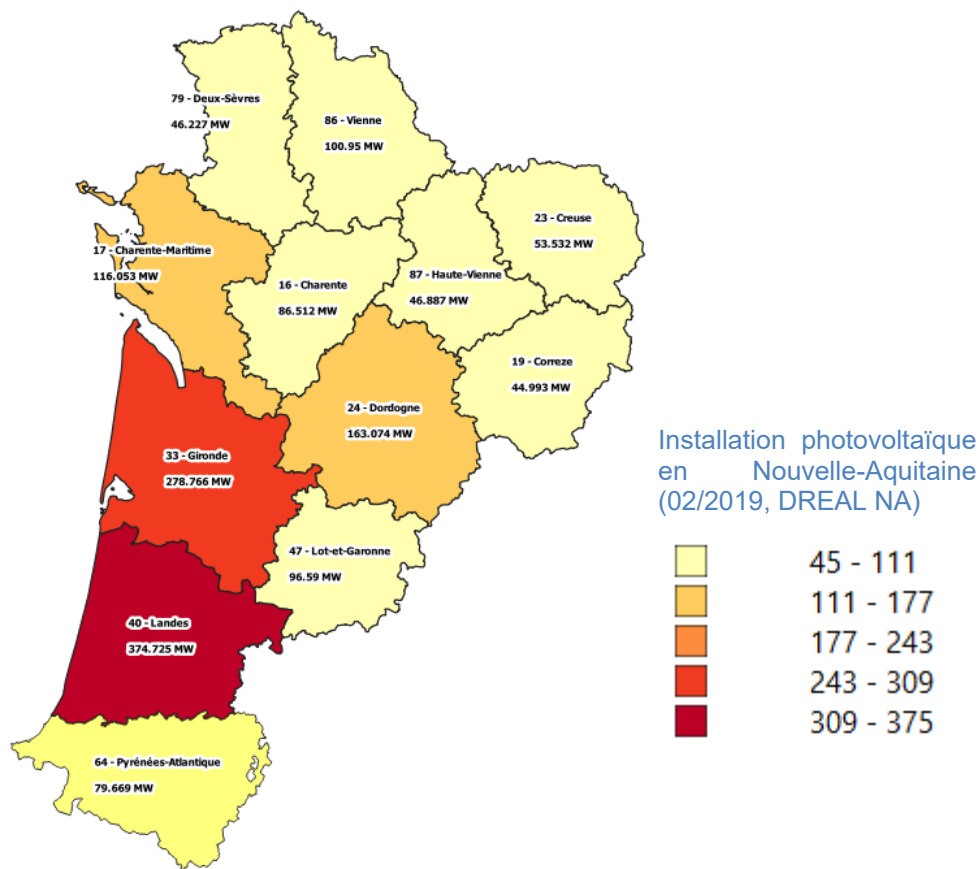 79 - Deux-Sèvres
46.227 MW
86 - Vienne
100.95 MW
23 - Creuse
53.532 MW
17 - Charente-Maritime
116.053 MW
87 - Haute-Vienne
46.887 MW
16 - Charente
86.512 MW
19 - Correze
44.993 MW
24 - Dordogne
163.074 MW
33 - Gironde
278.766 MW
47 - Lot-et-Garonne
96.59 MW
40 - Landes
374.725 MW
64 - Pyrénées-Atlantique
79.669 MW
Installation photovoltaïque
en Nouvelle-Aquitaine
(02/2019, DREAL NA)
45 - 111
111 - 177
177 - 243
243 - 309
309 - 375